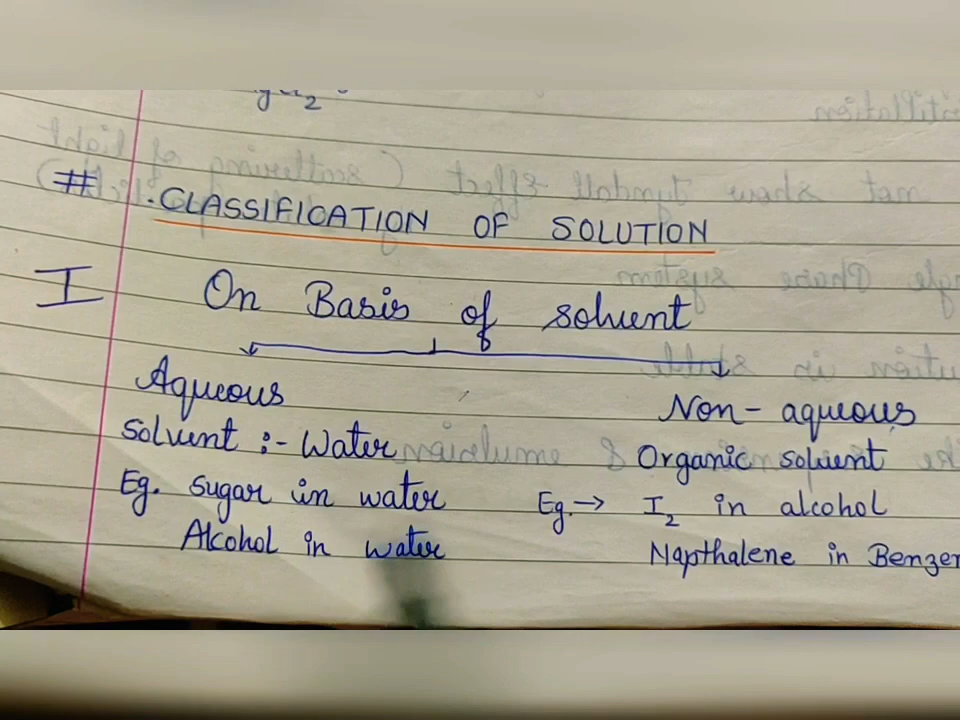 # .CLASSIFICATION OF SOLUTION
I On Basis of solvent
Aqueous
Solvent :- Water
Eg. Sugar in water
Alcohol in water
Non- aqueous
Organic solvent
Eg.→ I₂ in alcohol
Napthalene in Benzen